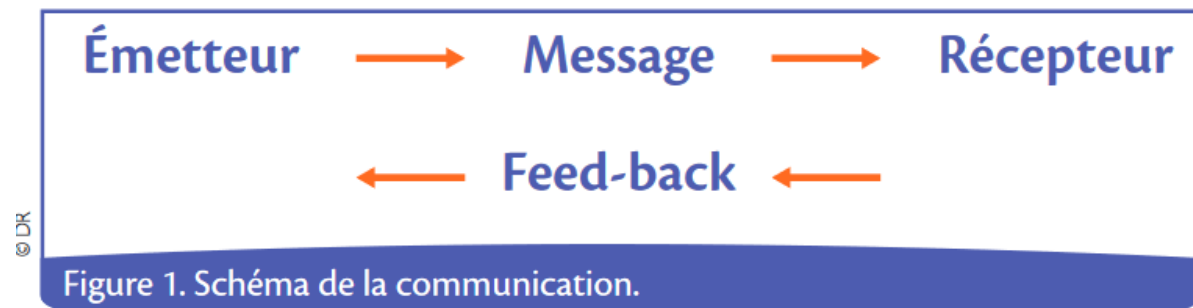 Émetteur → Message → Récepteur
← Feed-back ←
© DR
Figure 1. Schéma de la communication.